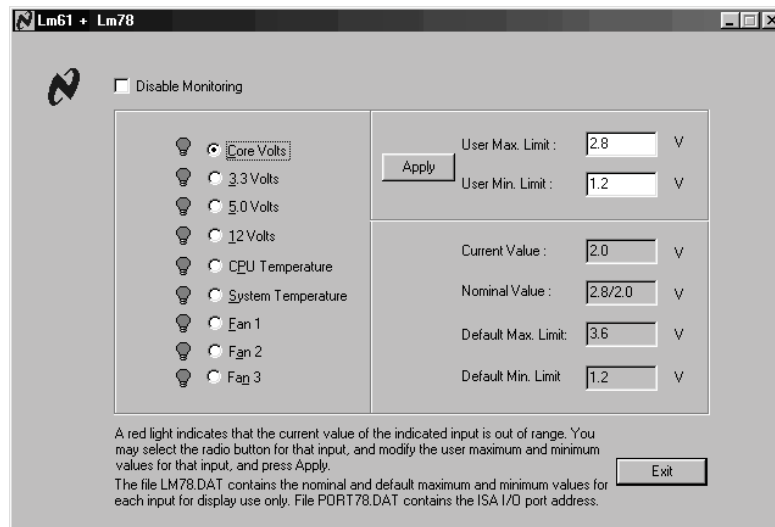 Lm61 + Lm78
Disable Monitoring
Core Volts
3.3 Volts
5.0 Volts
12 Volts
CPU Temperature
System Temperature
Fan 1
Fan 2
Fan 3
Apply
User Max. Limit : 2.8 V
User Min. Limit : 1.2 V
Current Value : 2.0 V
Nominal Value : 2.8/2.0 V
Default Max. Limit: 3.6 V
Default Min. Limit 1.2 V
A red light indicates that the current value of the indicated input is out of range. You
may select the radio button for that input, and modify the user maximum and minimum
values for that input, and press Apply.
The file LM78.DAT contains the nominal and default maximum and minimum values for
each input for display use only. File PORT78.DAT contains the ISA I/O port address.
Exit